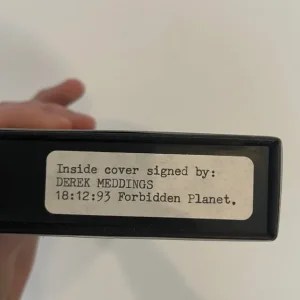 Inside cover signed by:
DEREK MEDDINGS
18:12:93 Forbidden Planet.